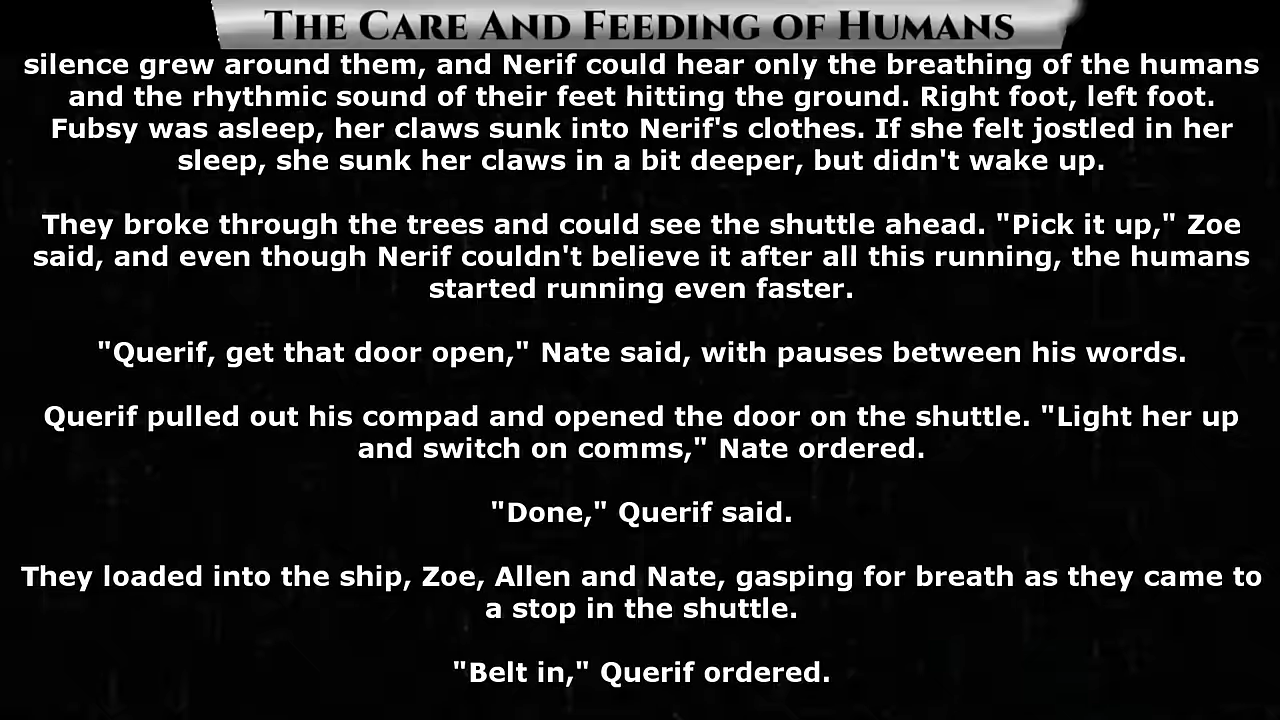 The Care And Feeding of Humans
silence grew around them, and Nerif could hear only the breathing of the humans
and the rhythmic sound of their feet hitting the ground. Right foot, left foot.
Fubsy was asleep, her claws sunk into Nerif's clothes. If she felt jostled in her
sleep, she sunk her claws in a bit deeper, but didn't wake up.
They broke through the trees and could see the shuttle ahead. "Pick it up," Zoe
said, and even though Nerif couldn't believe it after all this running, the humans
started running even faster.
"Querif, get that door open," Nate said, with pauses between his words.
Querif pulled out his compad and opened the door on the shuttle. "Light her up
and switch on comms," Nate ordered.
"Done," Querif said.
They loaded into the ship, Zoe, Allen and Nate, gasping for breath as they came to
a stop in the shuttle.
"Belt in," Querif ordered.